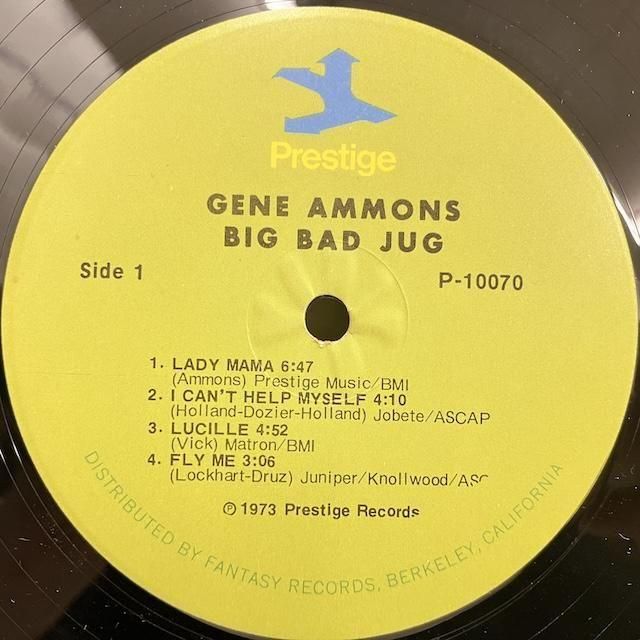 Prestige
GENE AMMONS
BIG BAD JUG
Side 1
P-10070
1. LADY MAMA 6:47
(Ammons) Prestige Music/BMI
2. I CAN'T HELP MYSELF 4:10
(Holland-Dozier-Holland) Jobete/ASCAP
3. LUCILLE 4:52
(Vick) Matron/BMI
4. FLY ME 3:06
(Lockhart-Druz) Juniper/Knollwood/ASC
℗ 1973 Prestige Records
DISTRIBUTED BY FANTASY RECORDS, BERKELEY, CALIFORNIA